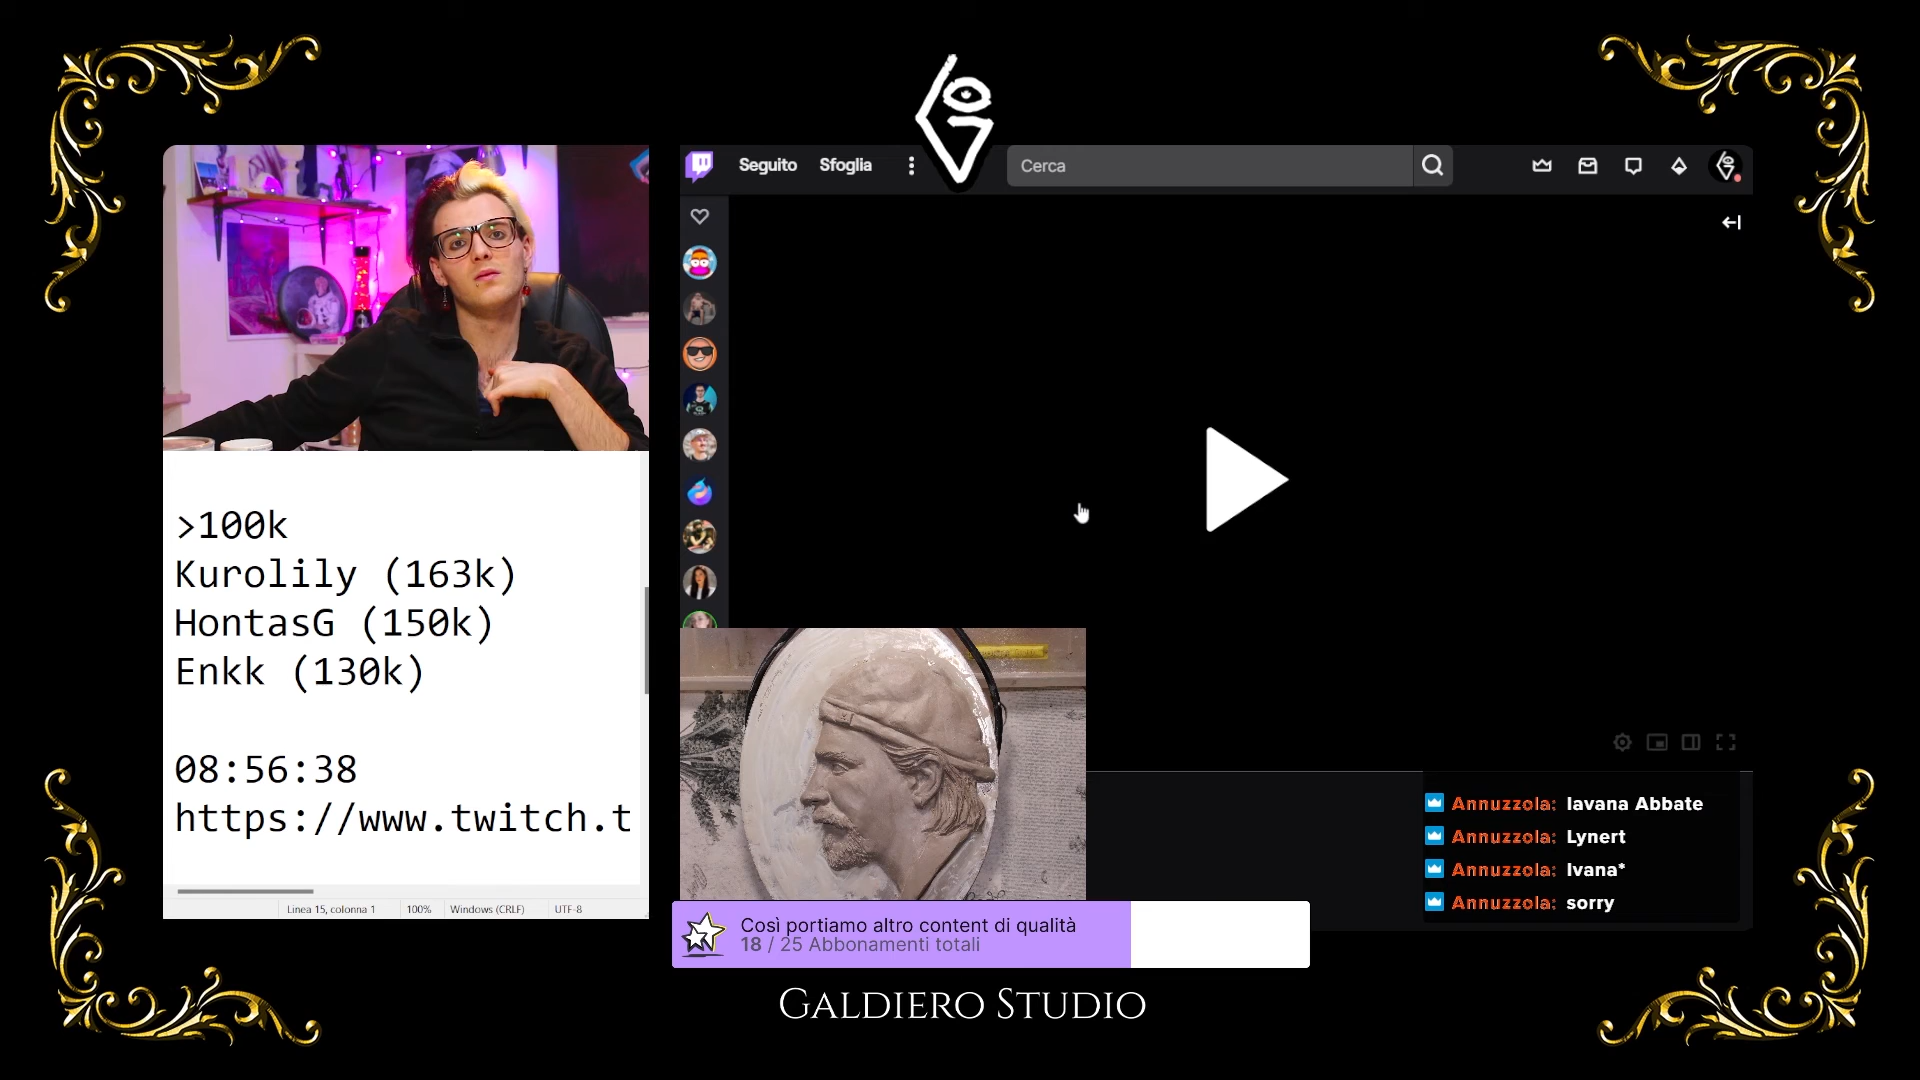 Seguito Sfoglia
Cerca
>100k
Kurolily (163k)
HontasG (150k)
Enkk (130k)
08:56:38
https://www.twitch.t
Linea 15, colonna 1 100% Windows (CRLF) UTF-8
Annuzzola: Iavana Abbate
Annuzzola: Lynert
Annuzzola: Ivana*
Annuzzola: sorry
Così portiamo altro content di qualità
18 / 25 Abbonamenti totali
GALDIERO STUDIO